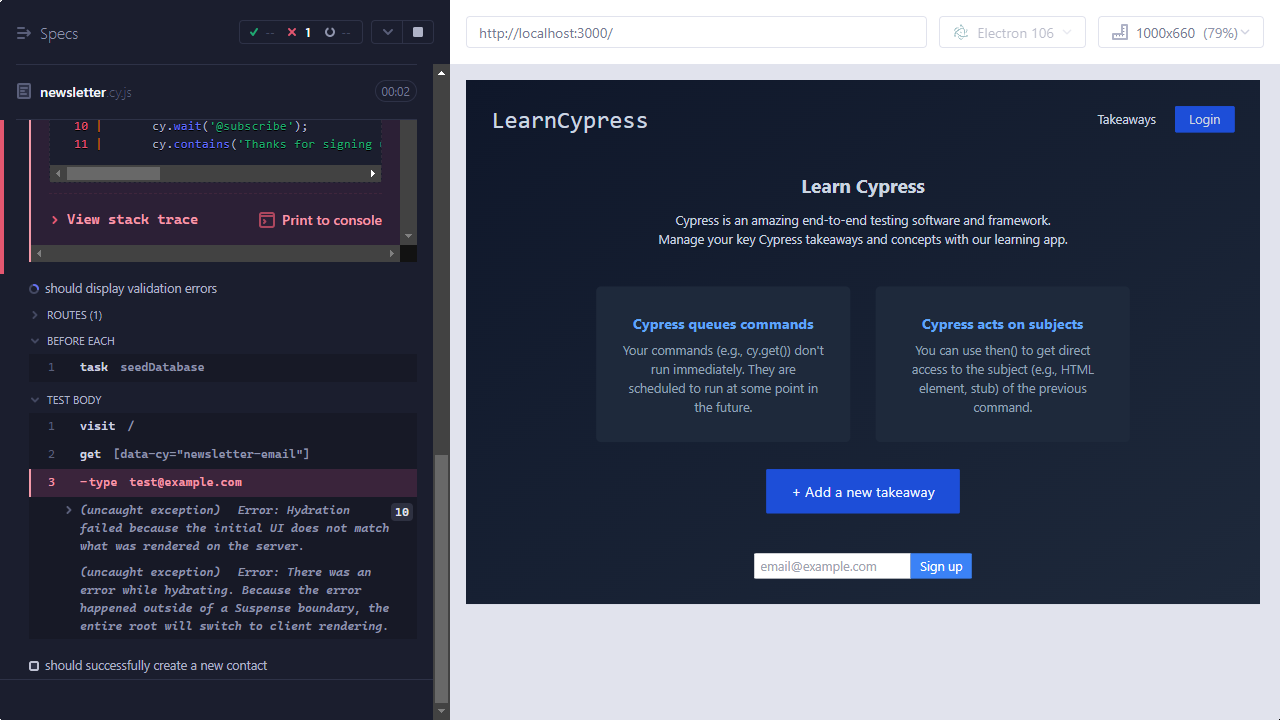 Specs
-- 1 --
newsletter.cy.js
00:02
10 | cy.wait('@subscribe');
11 | cy.contains('Thanks for signing
View stack trace
Print to console
should display validation errors
ROUTES (1)
BEFORE EACH
1 task seedDatabase
TEST BODY
1 visit /
2 get [data-cy="newsletter-email"]
3 -type test@example.com
(uncaught exception) Error: Hydration 10
failed because the initial UI does not match
what was rendered on the server.
(uncaught exception) Error: There was an
error while hydrating. Because the error
happened outside of a Suspense boundary, the
entire root will switch to client rendering.
should successfully create a new contact
http://localhost:3000/
Electron 106
1000x660 (79%)
LearnCypress
Takeaways
Login
Learn Cypress
Cypress is an amazing end-to-end testing software and framework.
Manage your key Cypress takeaways and concepts with our learning app.
Cypress queues commands
Your commands (e.g., cy.get()) don't
run immediately. They are
scheduled to run at some point in
the future.
Cypress acts on subjects
You can use then() to get direct
access to the subject (e.g., HTML
element, stub) of the previous
command.
+ Add a new takeaway
email@example.com
Sign up